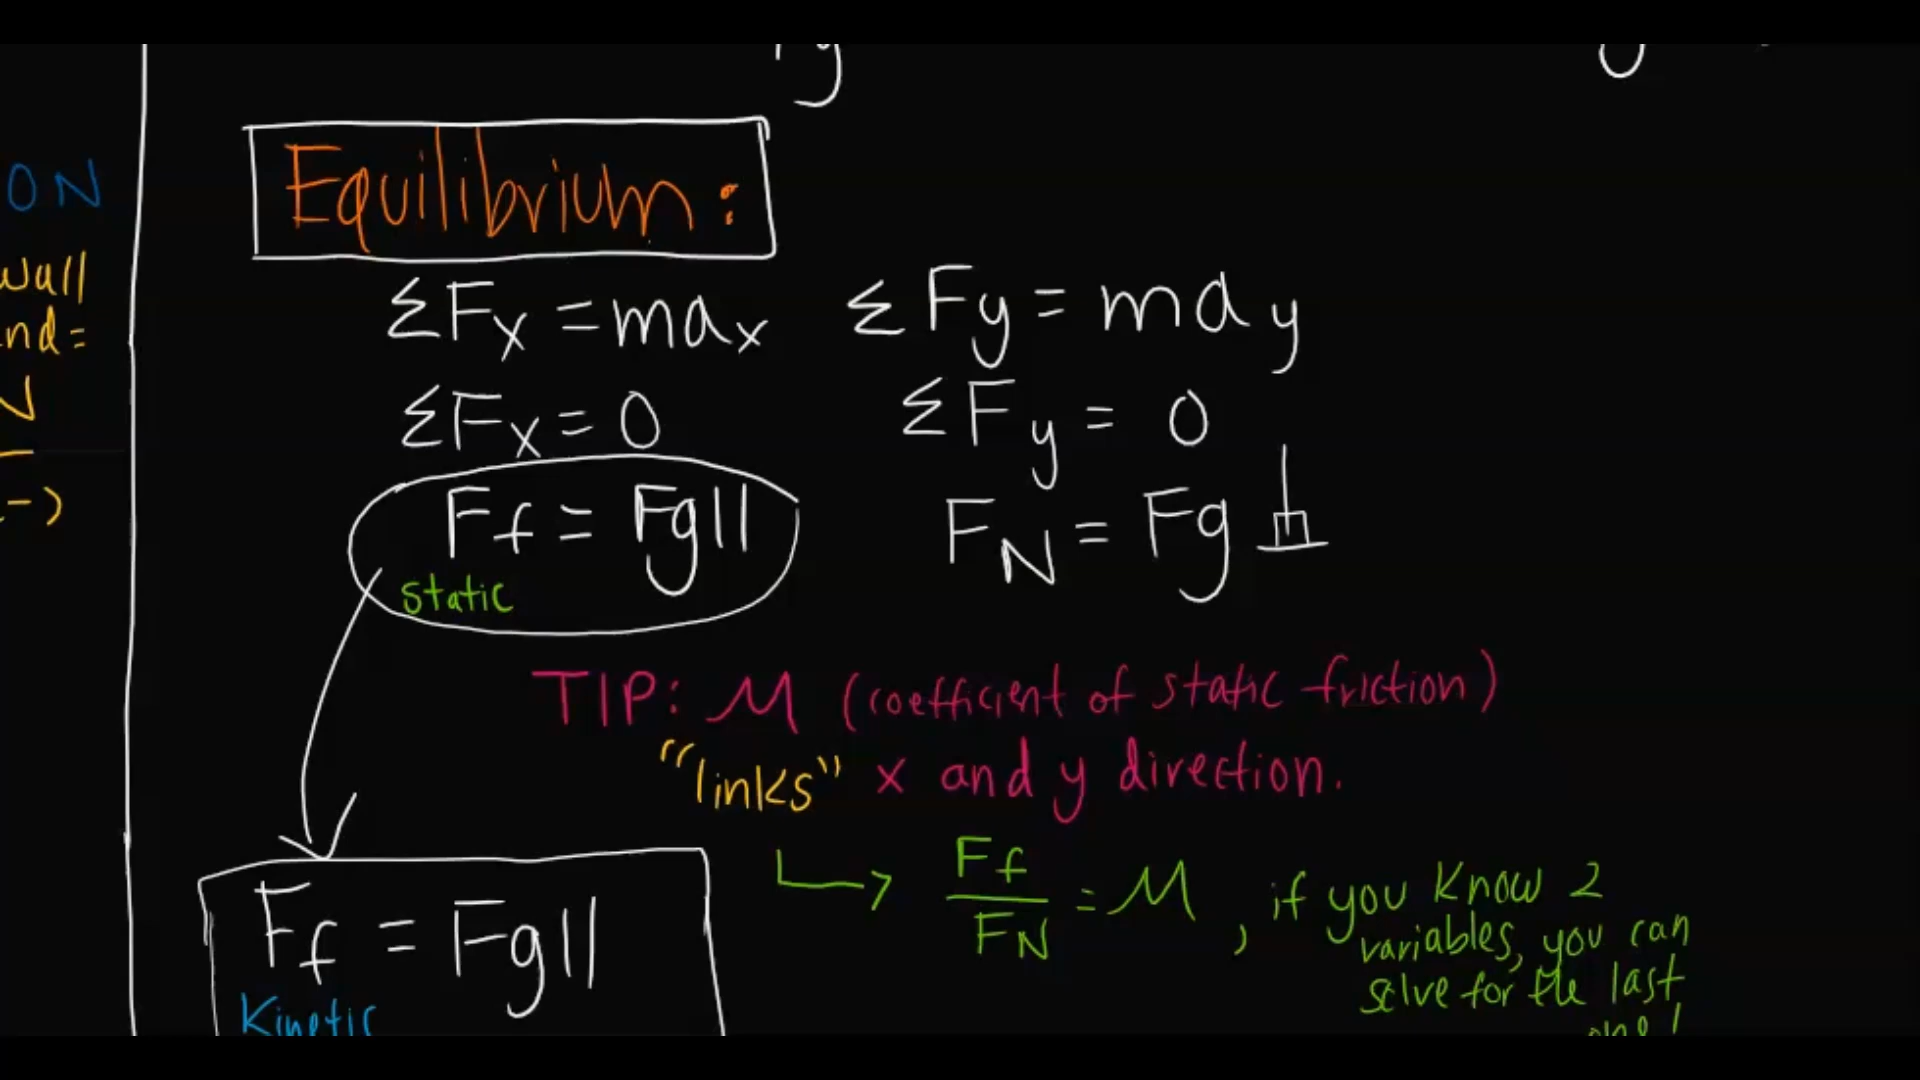 ON
wall
nd=
N
Equilibrium:
ΣFx = max    ΣFy = may
ΣFx = 0    ΣFy = 0
Ff = Fg||    FN = Fg⊥
static
TIP: M (coefficient of static friction)
"links" x and y direction.
Ff/FN = M, if you know 2
variables, you can
solve for the last
one!
Ff = Fg||
Kinetic